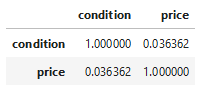 condition price
condition 1.000000 0.036362
price 0.036362 1.000000